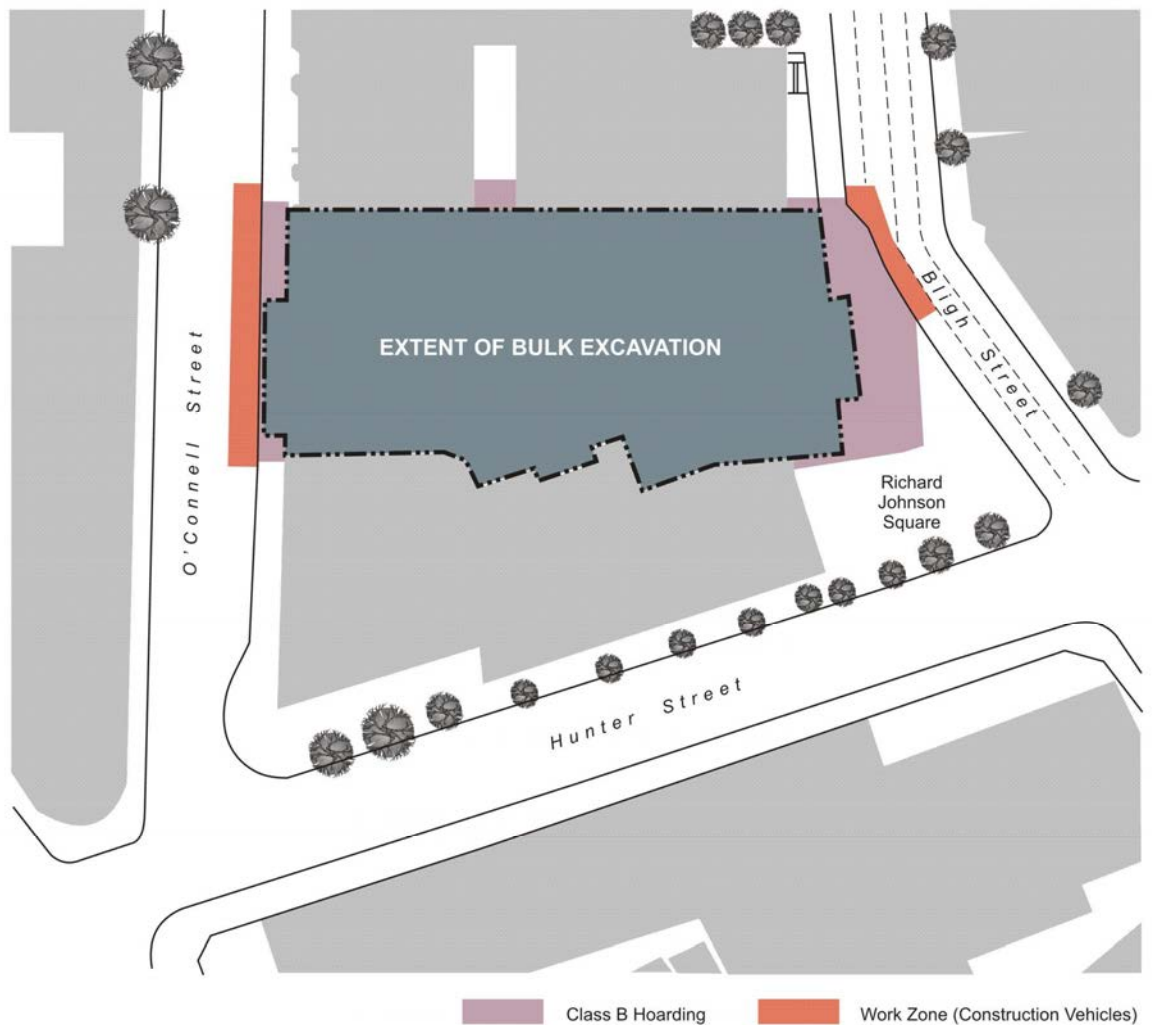 EXTENT OF BULK EXCAVATION
O'Connell Street
Bligh Street
Richard
Johnson
Square
Hunter Street
Class B Hoarding
Work Zone (Construction Vehicles)